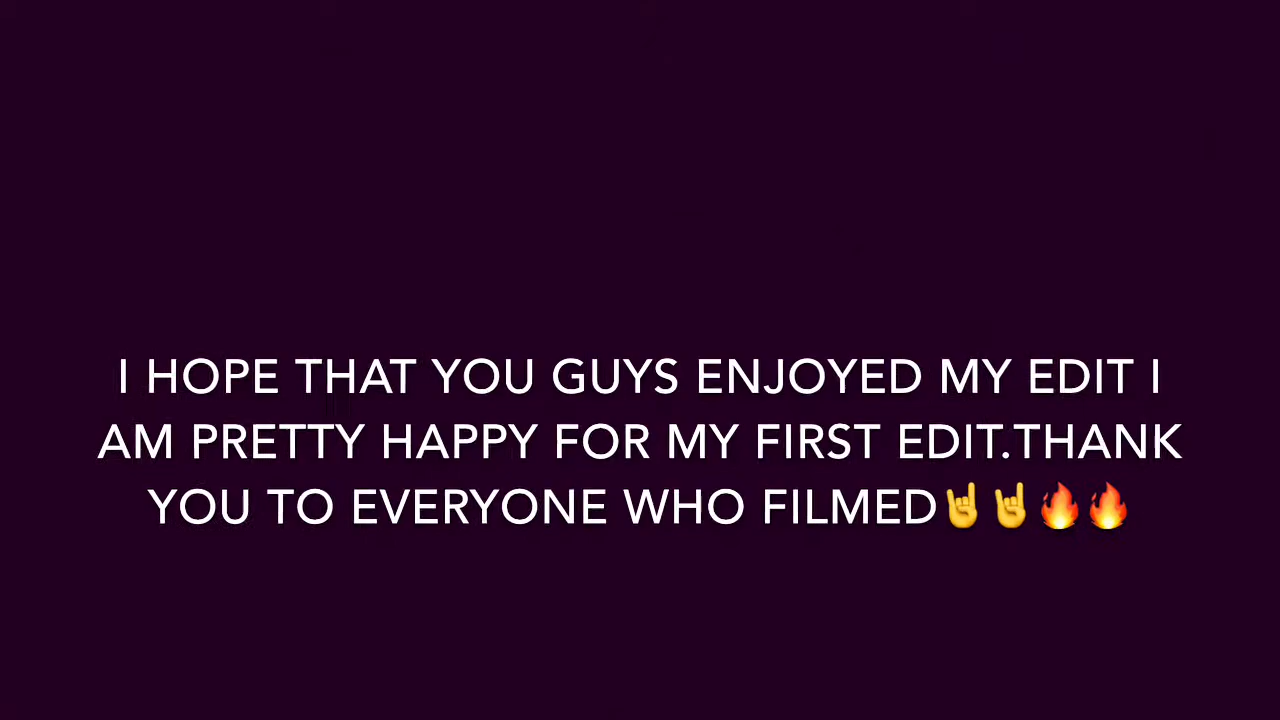 I HOPE THAT YOU GUYS ENJOYED MY EDIT I
AM PRETTY HAPPY FOR MY FIRST EDIT.THANK
YOU TO EVERYONE WHO FILMED🤘🤘🔥🔥